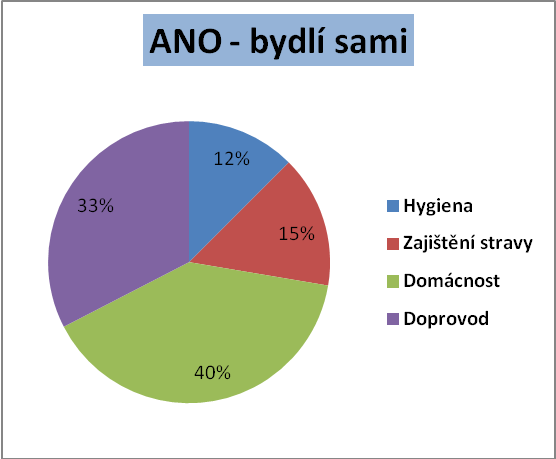 ANO - bydlí sami
12%
33%
15%
40%
Hygiena
Zajištění stravy
Domácnost
Doprovod